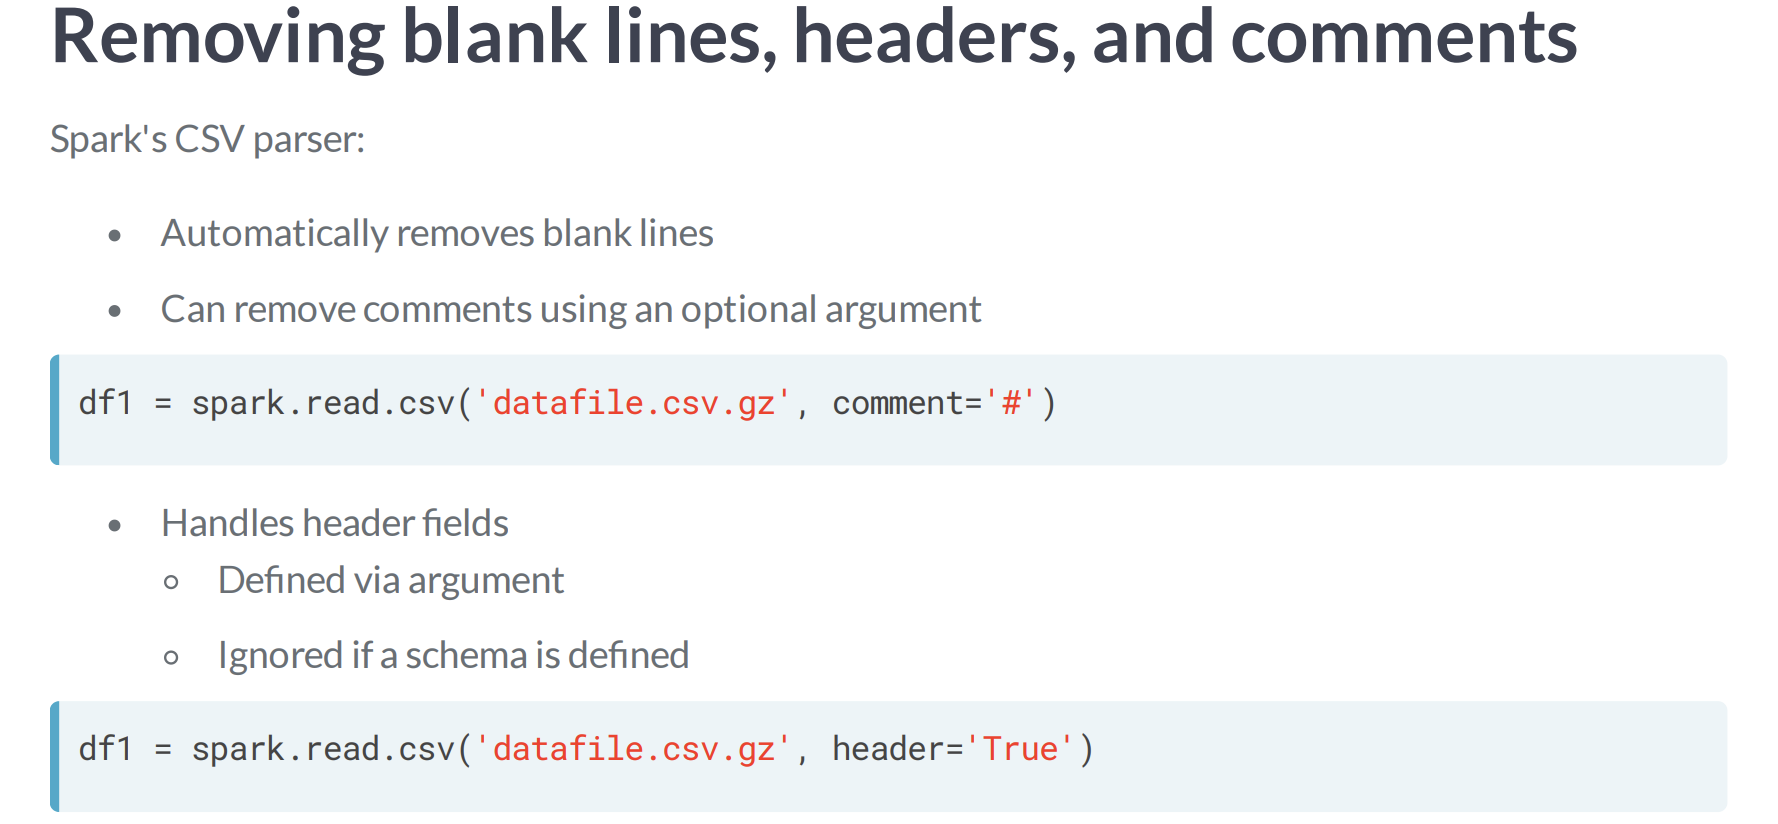 Removing blank lines, headers, and comments
Spark's CSV parser:
• Automatically removes blank lines
• Can remove comments using an optional argument
df1 = spark.read.csv('datafile.csv.gz', comment='#')
• Handles header fields
○ Defined via argument
○ Ignored if a schema is defined
df1 = spark.read.csv('datafile.csv.gz', header='True')